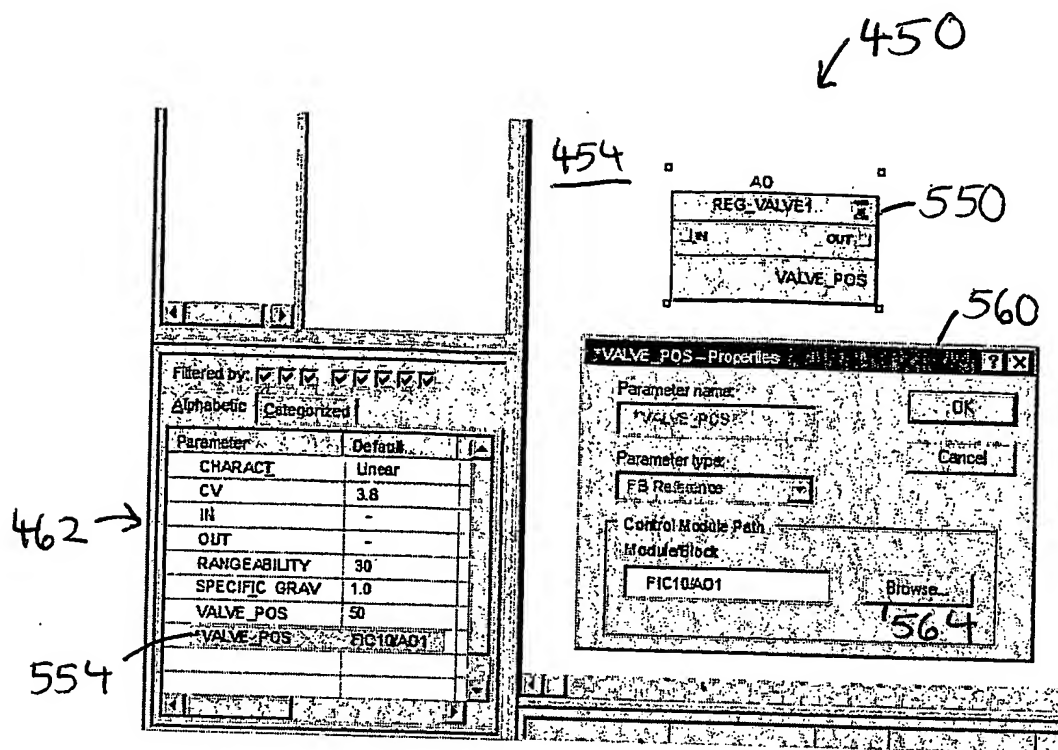 450
454
AO
REG_VALVE1..
550
IN OUT
VALVE_POS
560
*VALVE_POS - Properties ? X
Parameter name:
*VALVE_POS
OK
Parameter type:
FB Reference
Cancel
Control Module Path
Module/Block
FIC10/AO1
Browse...
564
Filtered by:
Alphabetic Categorized
Parameter Default...
CHARACT Linear
CV 3.8
IN -
OUT -
RANGEABILITY 30
SPECIFIC GRAV 1.0
VALVE_POS 50
*VALVE_POS FIC10/AO1
462
554